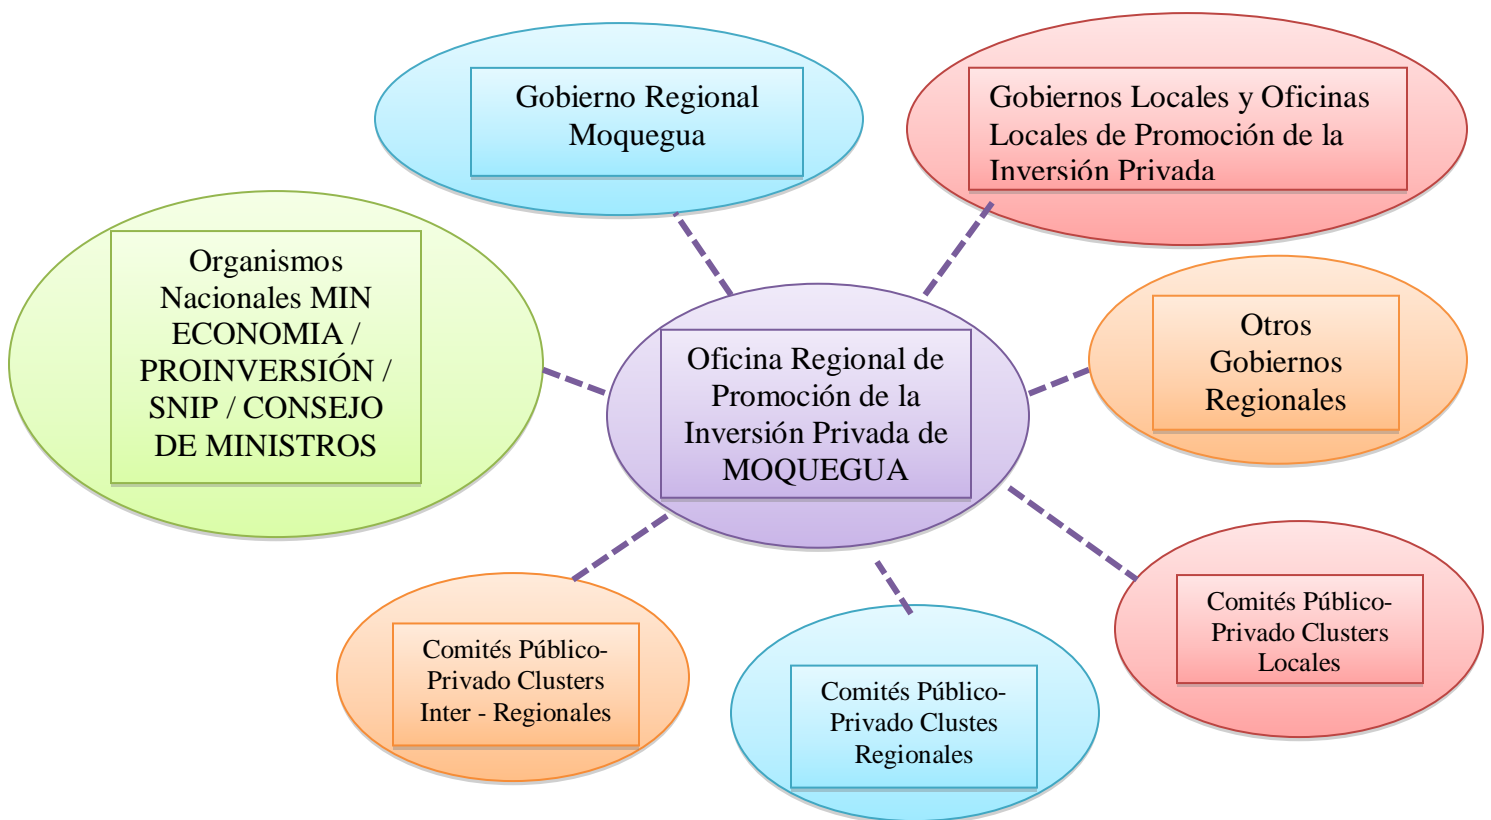 Gobierno Regional
Moquegua
Gobiernos Locales y Oficinas
Locales de Promoción de la
Inversión Privada
Organismos
Nacionales MIN
ECONOMIA /
PROINVERSIÓN /
SNIP / CONSEJO
DE MINISTROS
Oficina Regional de
Promoción de la
Inversión Privada de
MOQUEGUA
Otros
Gobiernos
Regionales
Comités Público-
Privado Clusters
Inter - Regionales
Comités Público-
Privado Clustes
Regionales
Comités Público-
Privado Clusters
Locales